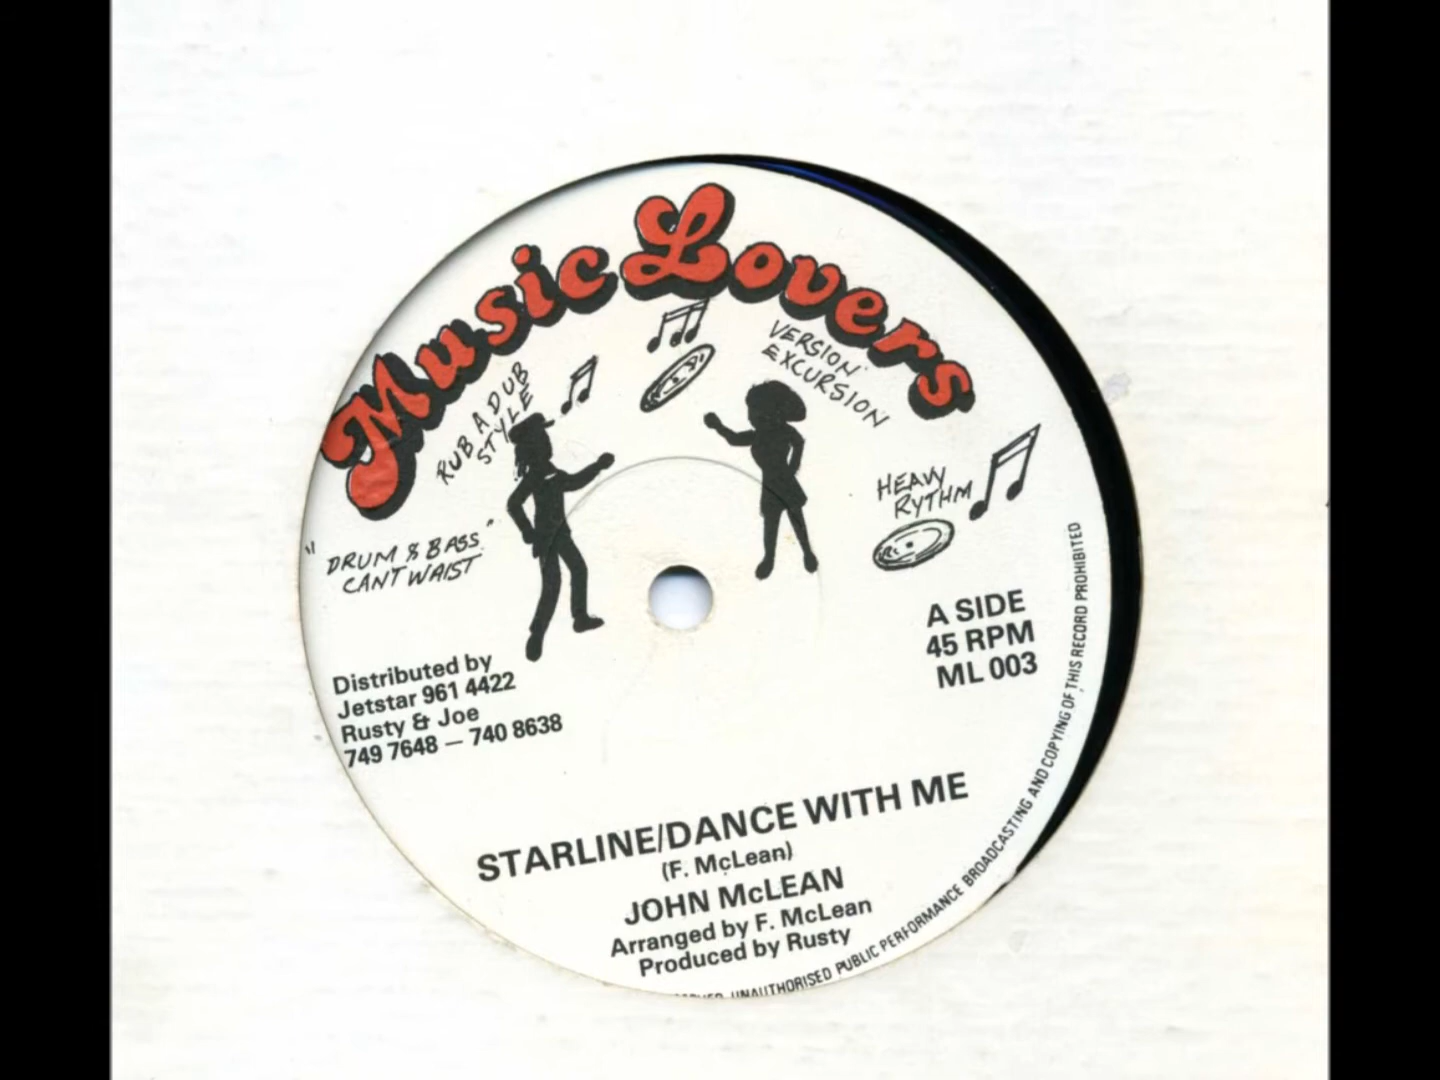 Music Lovers
RUB A DUB
STYLE
VERSION
EXCURSION
HEAVY
RYTHM
"DRUM & BASS"
CANT WAIST
A SIDE
45 RPM
ML 003
Distributed by
Jetstar 961 4422
Rusty & Joe
749 7648 — 740 8638
STARLINE/DANCE WITH ME
(F. McLean)
JOHN McLEAN
Arranged by F. McLean
Produced by Rusty
UNAUTHORISED PUBLIC PERFORMANCE BROADCASTING AND COPYING OF THIS RECORD PROHIBITED